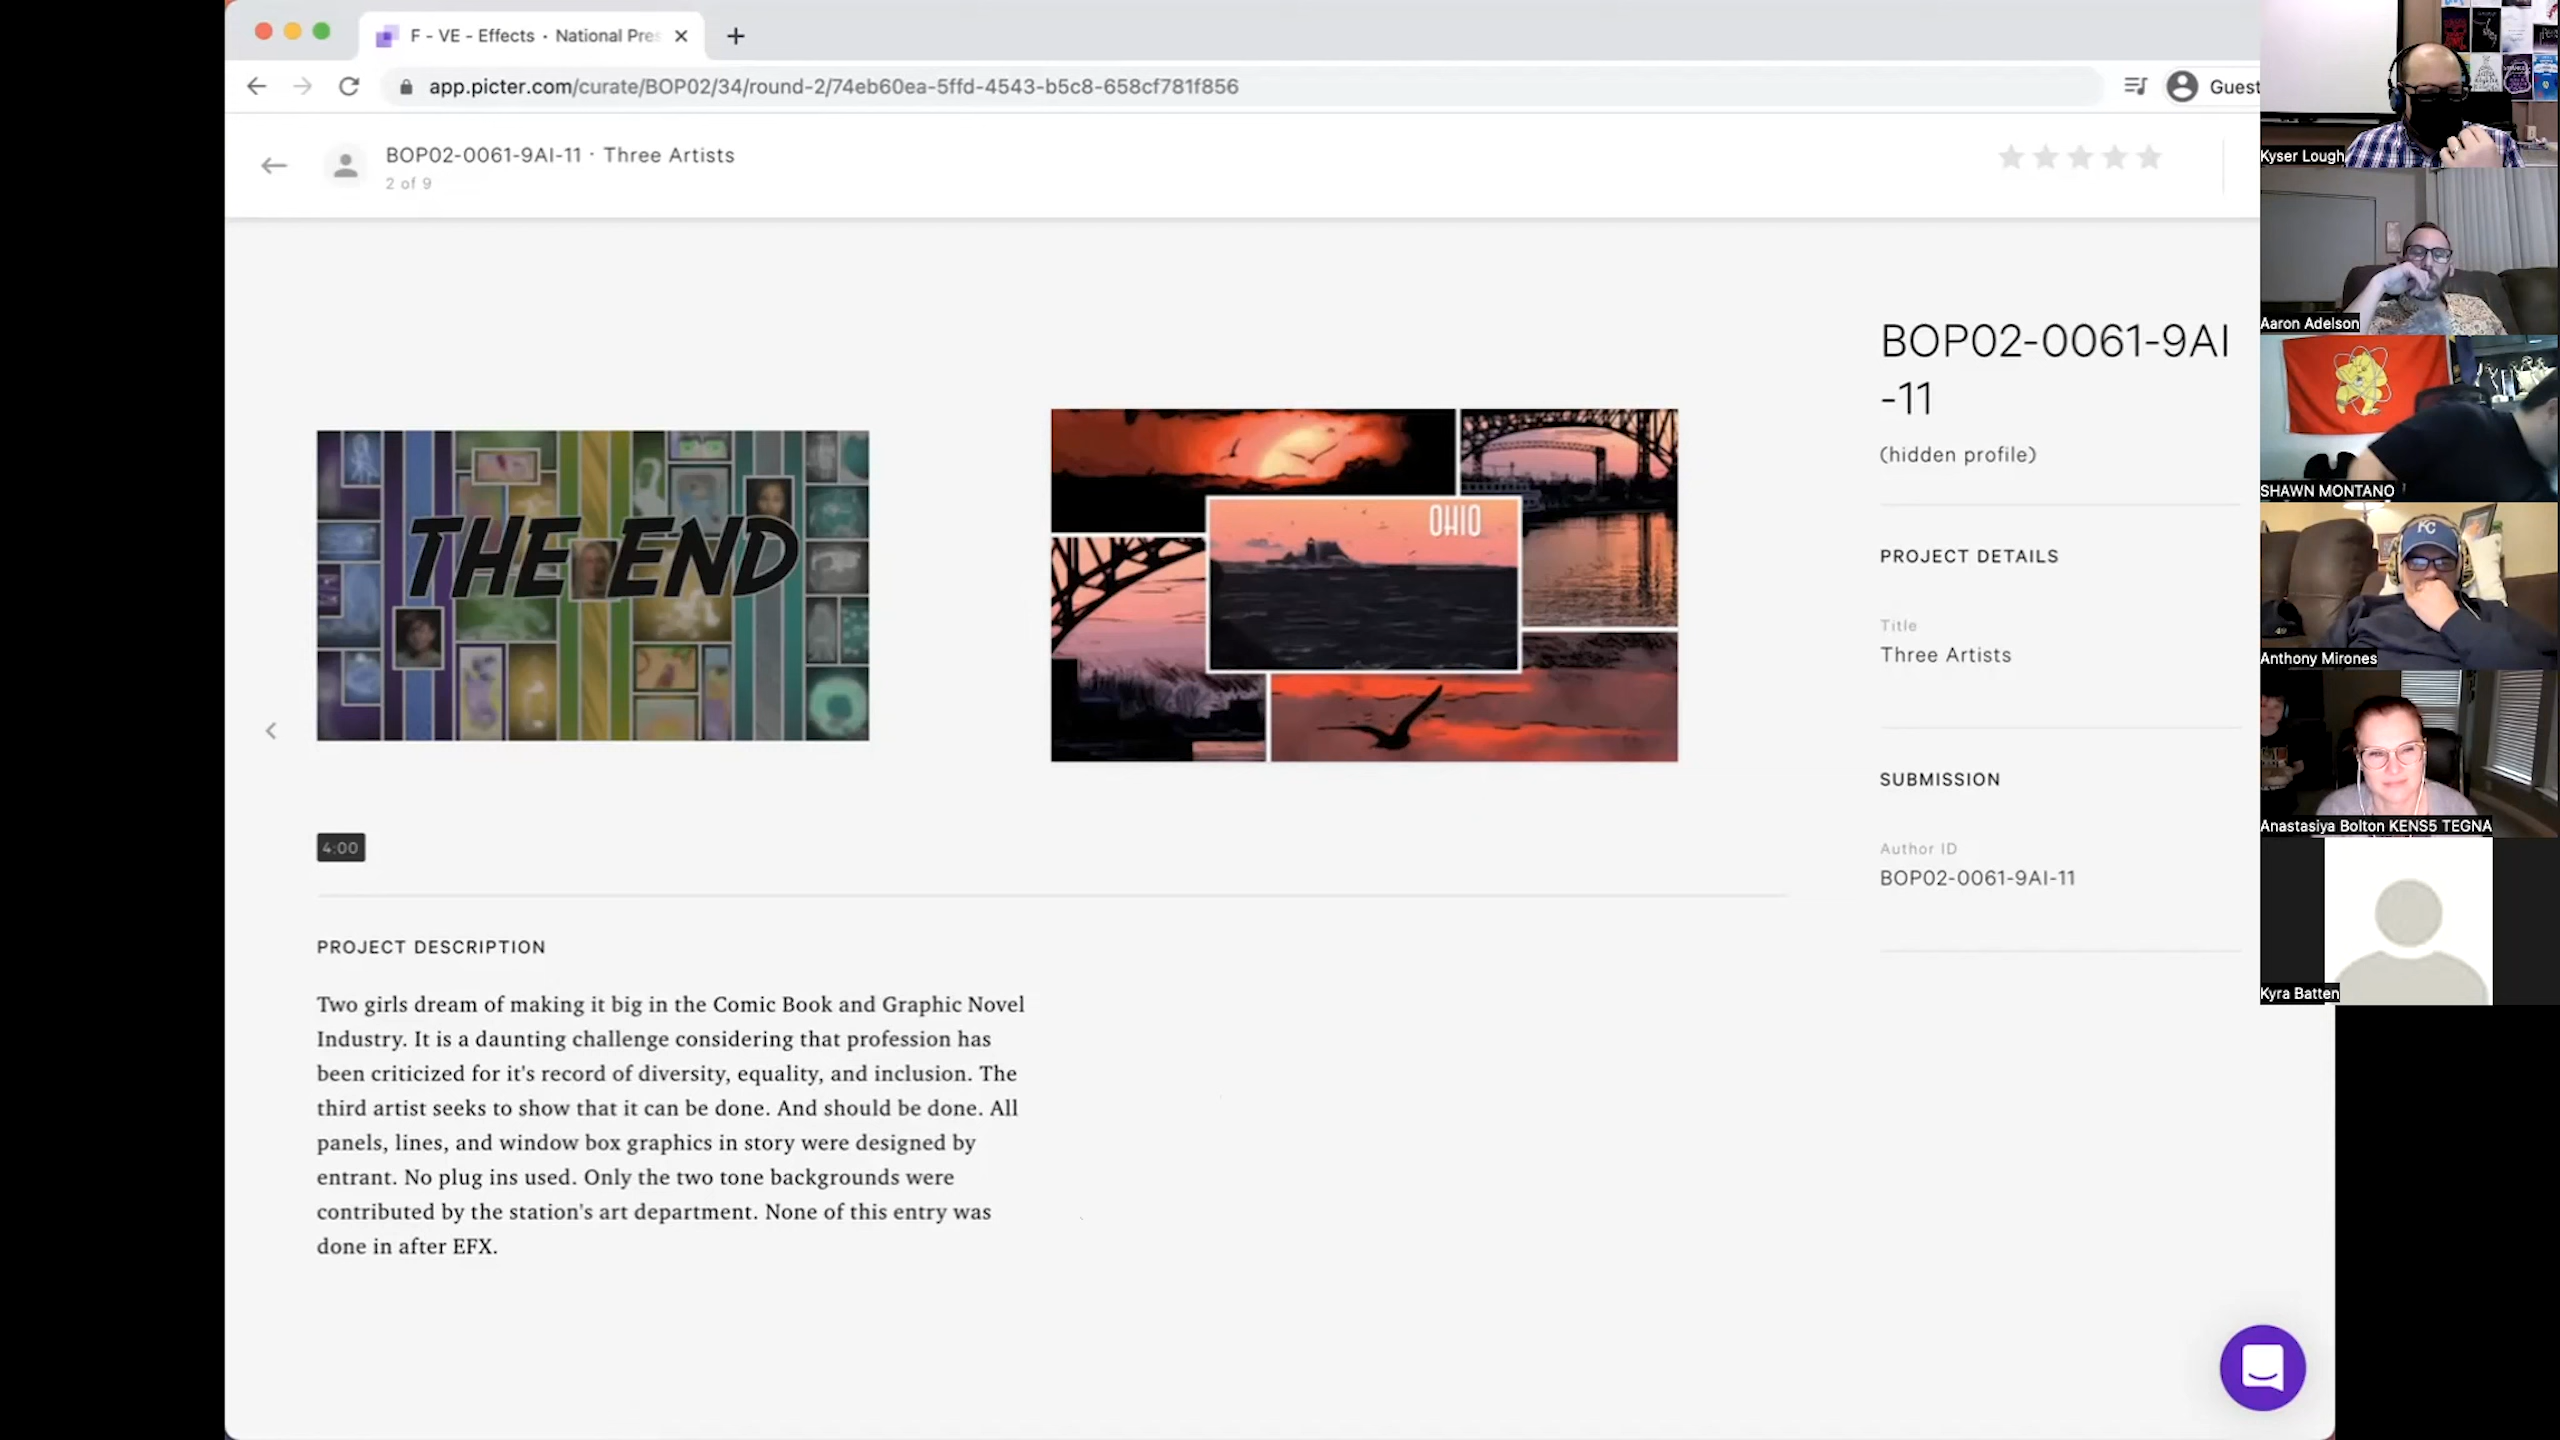 F - VE - Effects · National Pres
app.picter.com/curate/BOP02/34/round-2/74eb60ea-5ffd-4543-b5c8-658cf781f856
Guest
BOP02-0061-9AI-11 · Three Artists
2 of 9
THE END
OHIO
4:00
PROJECT DESCRIPTION
Two girls dream of making it big in the Comic Book and Graphic Novel
Industry. It is a daunting challenge considering that profession has
been criticized for it's record of diversity, equality, and inclusion. The
third artist seeks to show that it can be done. And should be done. All
panels, lines, and window box graphics in story were designed by
entrant. No plug ins used. Only the two tone backgrounds were
contributed by the station's art department. None of this entry was
done in after EFX.
BOP02-0061-9AI
-11
(hidden profile)
PROJECT DETAILS
Title
Three Artists
SUBMISSION
Author ID
BOP02-0061-9AI-11
Kyser Lough
Aaron Adelson
SHAWN MONTANO
KC
Anthony Mirones
Anastasiya Bolton KENS5 TEGNA
Kyra Batten